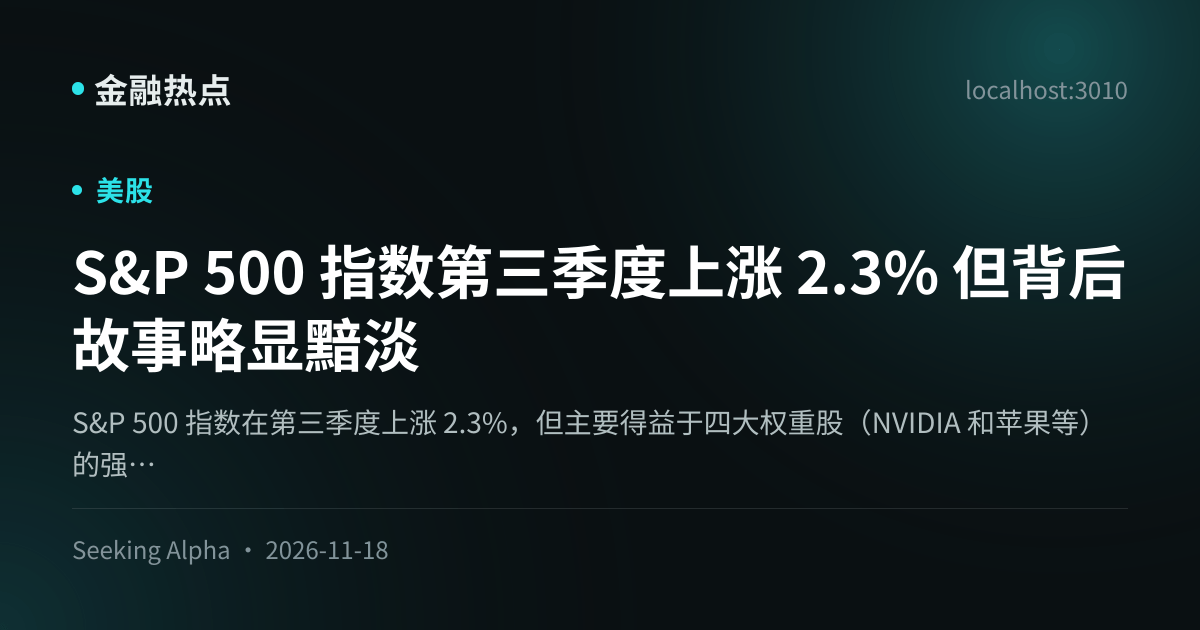 金融热点
localhost:3010
美股
S&P 500 指数第三季度上涨 2.3% 但背后
故事略显黯淡
S&P 500 指数在第三季度上涨 2.3%，但主要得益于四大权重股（NVIDIA 和苹果等）
的强…
Seeking Alpha · 2026-11-18